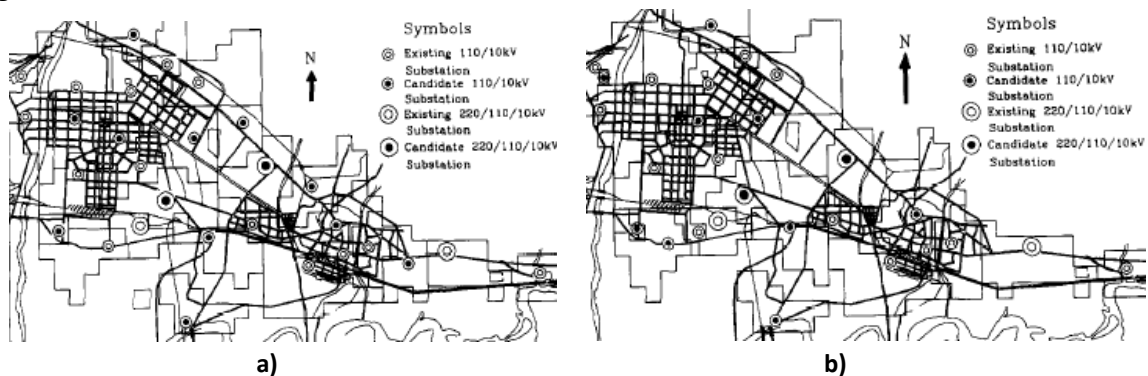 Symbols
N
Existing 110/10kV
Substation
Candidate 110/10kV
Substation
Existing 220/110/10kV
Substation
Candidate 220/110/10kV
Substation
a)
Symbols
N
Existing 110/10kV
Substation
Candidate 110/10kV
Substation
Existing 220/110/10kV
Substation
Candidate 220/110/10kV
Substation
b)